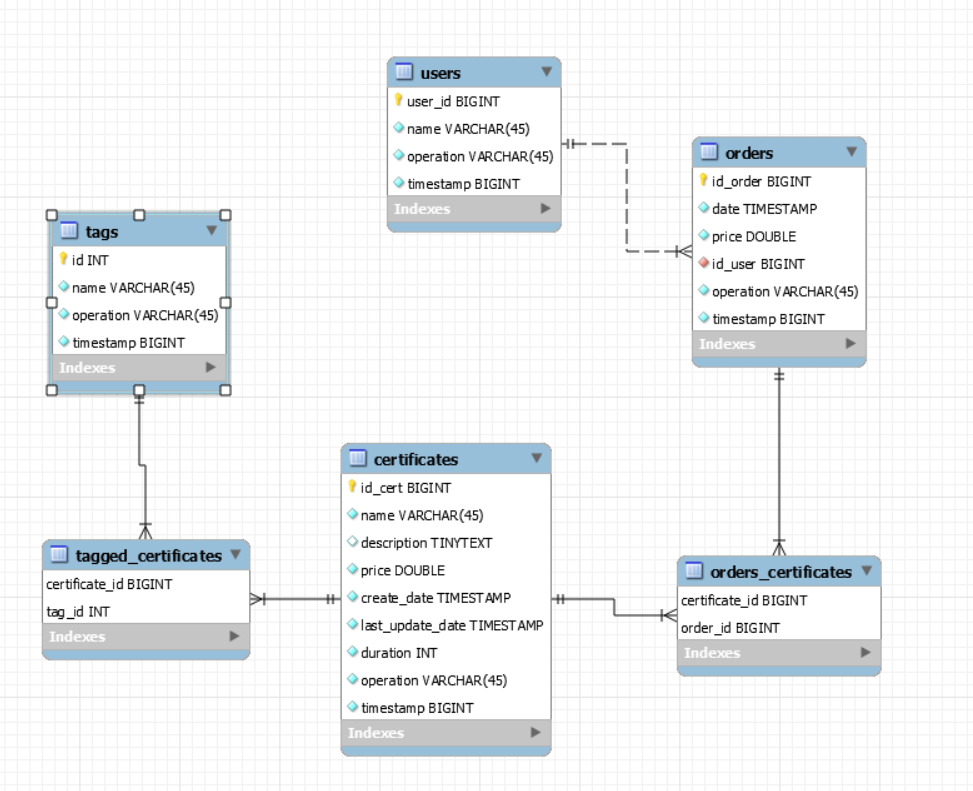 users
user_id BIGINT
name VARCHAR(45)
operation VARCHAR(45)
timestamp BIGINT
Indexes
orders
id_order BIGINT
date TIMESTAMP
price DOUBLE
id_user BIGINT
operation VARCHAR(45)
timestamp BIGINT
Indexes
tags
id INT
name VARCHAR(45)
operation VARCHAR(45)
timestamp BIGINT
Indexes
certificates
id_cert BIGINT
name VARCHAR(45)
description TINYTEXT
price DOUBLE
create_date TIMESTAMP
last_update_date TIMESTAMP
duration INT
operation VARCHAR(45)
timestamp BIGINT
Indexes
tagged_certificates
certificate_id BIGINT
tag_id INT
Indexes
orders_certificates
certificate_id BIGINT
order_id BIGINT
Indexes